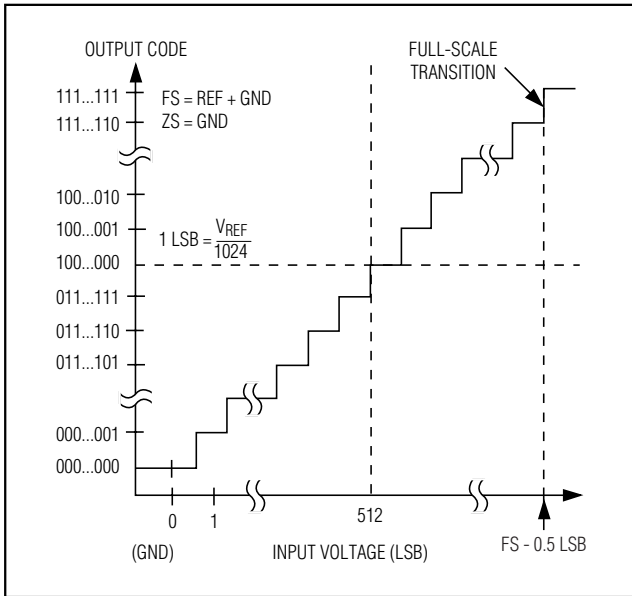 OUTPUT CODE
FULL-SCALE
TRANSITION
111...111
FS = REF + GND
111...110
ZS = GND
100...010
100...001
1 LSB = VREF
1024
100...000
011...111
011...110
011...101
000...001
000...000
0
1
512
FS - 0.5 LSB
(GND)
INPUT VOLTAGE (LSB)